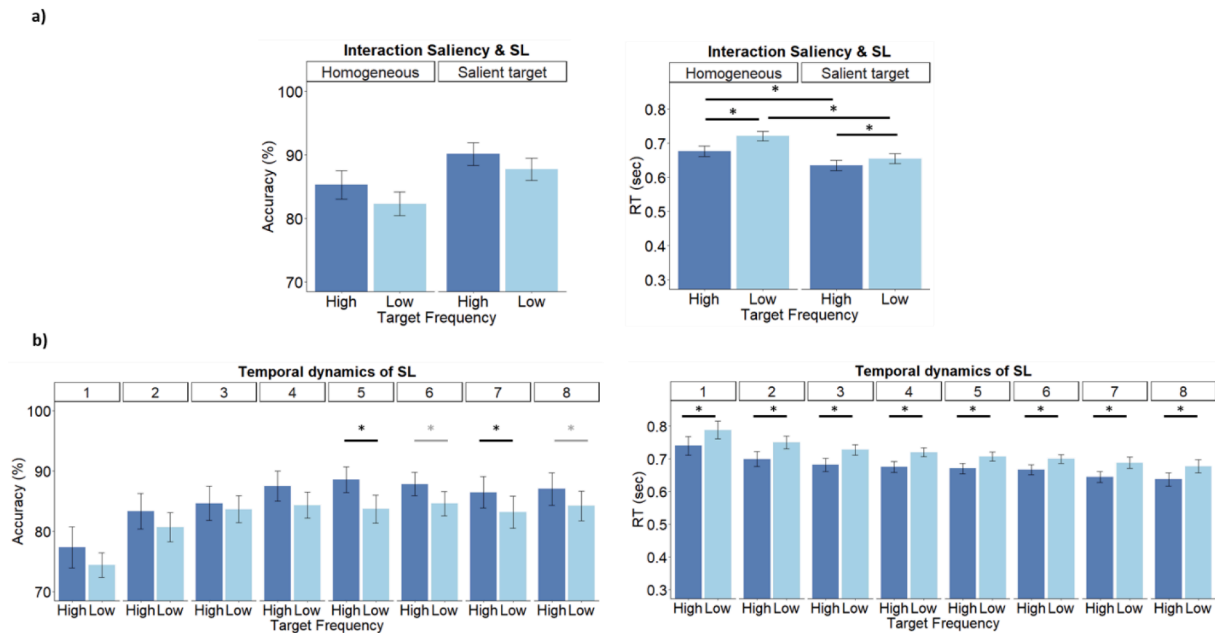 a)
Interaction Saliency & SL
Homogeneous Salient target
100
90
80
70
Accuracy (%)
High Low High Low
Target Frequency
Interaction Saliency & SL
Homogeneous Salient target
* * * *
0.8
0.7
0.6
0.5
0.4
0.3
RT (sec)
High Low High Low
Target Frequency
b)
Temporal dynamics of SL
1 2 3 4 5 6 7 8
* * * *
100
90
80
70
Accuracy (%)
High Low High Low High Low High Low High Low High Low High Low High Low
Target Frequency
Temporal dynamics of SL
1 2 3 4 5 6 7 8
* * * * * * * *
0.8
0.7
0.6
0.5
0.4
0.3
RT (sec)
High Low High Low High Low High Low High Low High Low High Low High Low
Target Frequency